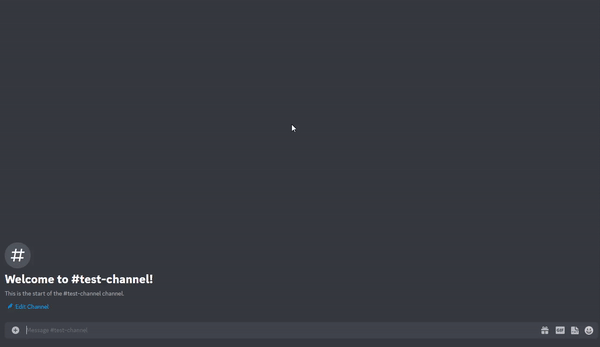 #
Welcome to #test-channel!
This is the start of the #test-channel channel.
Edit Channel
Message #test-channel
GIF